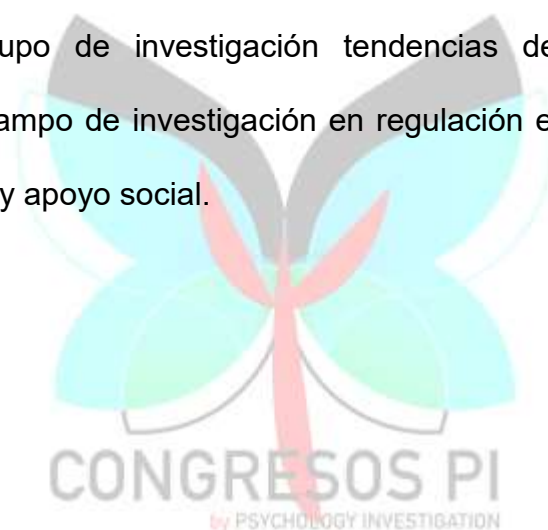 upo de investigación tendencias de
ampo de investigación en regulación e
y apoyo social.
CONGRESOS PI
by PSYCHOLOGY INVESTIGATION